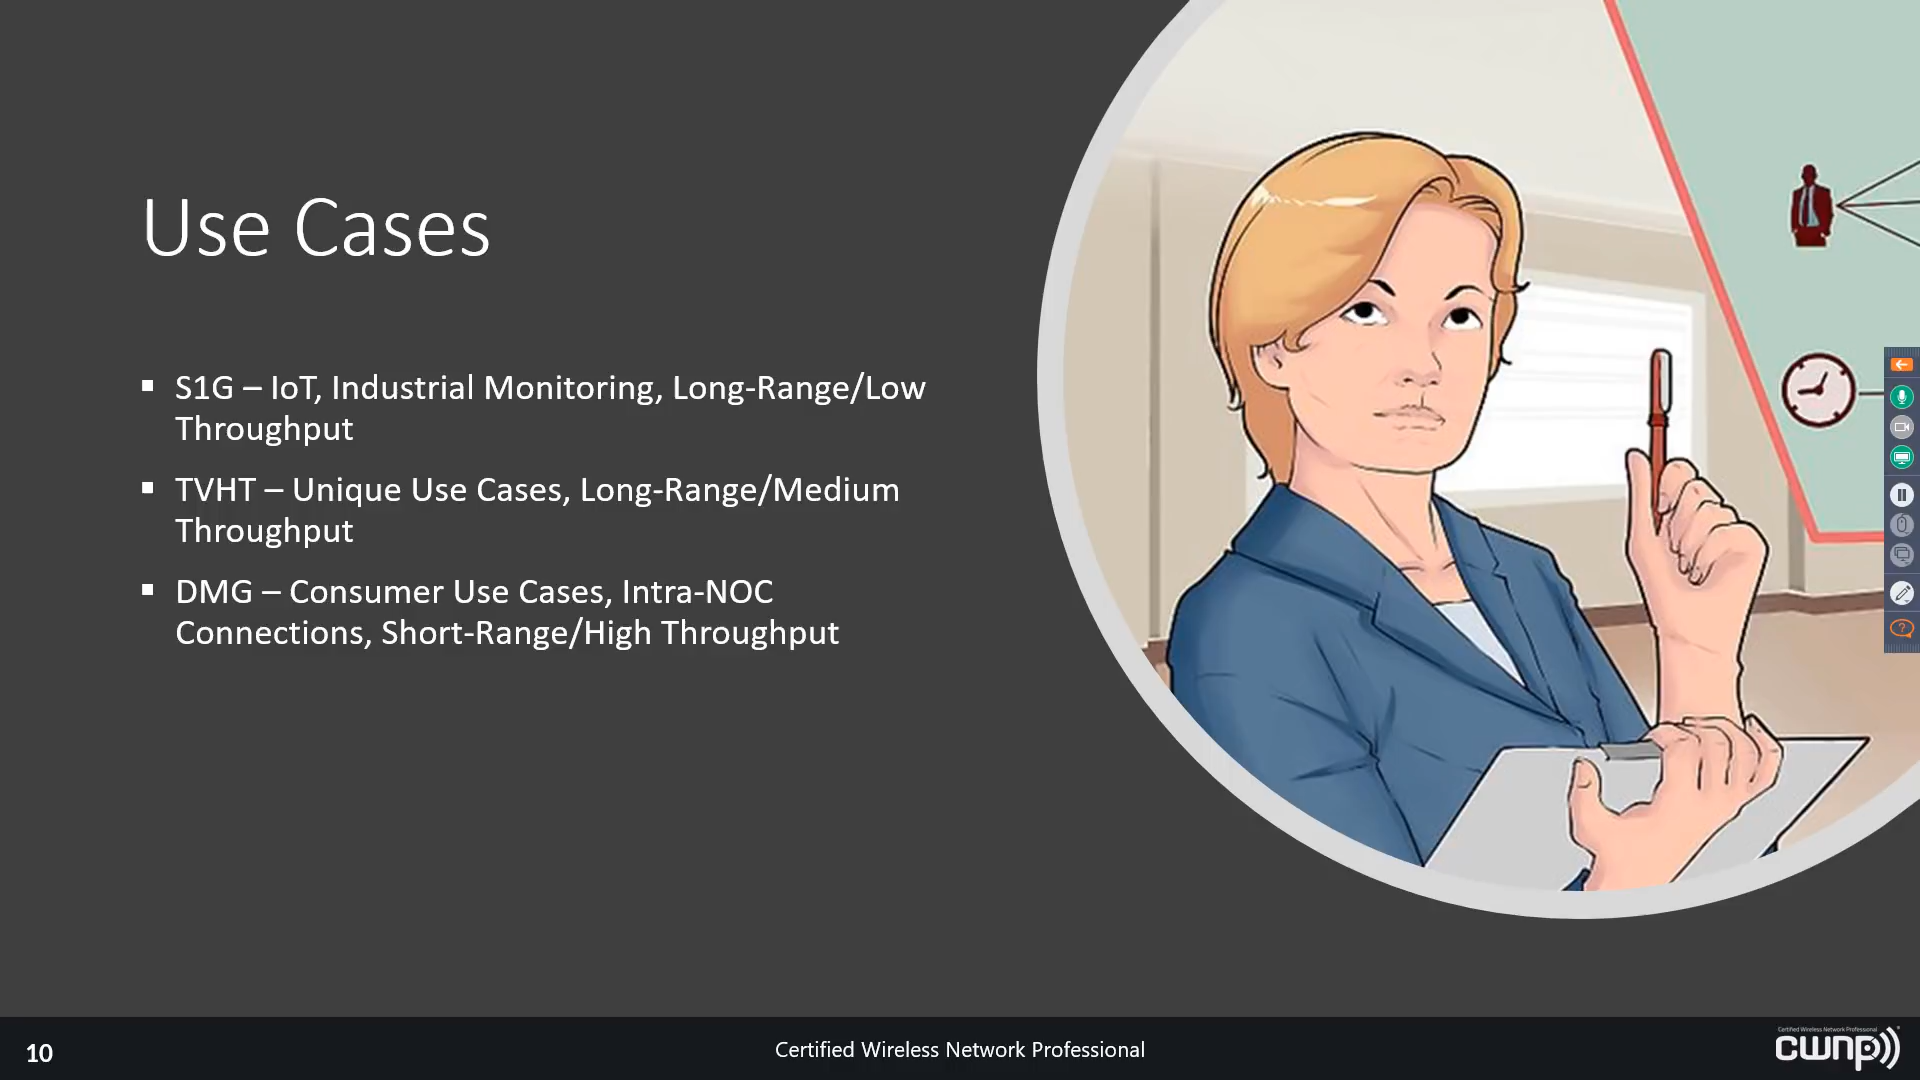 Use Cases
▪ S1G – IoT, Industrial Monitoring, Long-Range/Low
Throughput
▪ TVHT – Unique Use Cases, Long-Range/Medium
Throughput
▪ DMG – Consumer Use Cases, Intra-NOC
Connections, Short-Range/High Throughput
10
Certified Wireless Network Professional
Certified Wireless Network Professional
cwnp